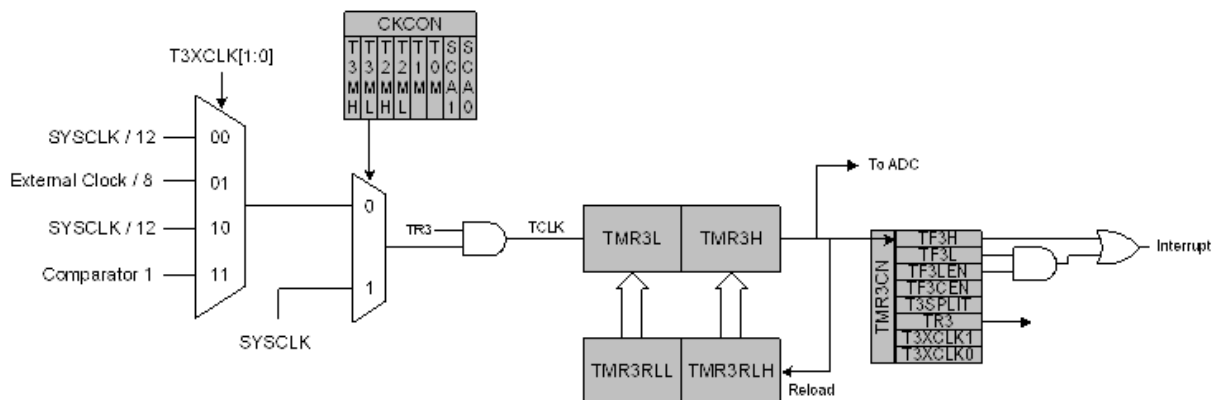 CKCON
T3MH
T3ML
T2MH
T2ML
T1M
T0M
SCA1
SCA0
T3XCLK[1:0]
SYSCLK / 12
External Clock / 8
SYSCLK / 12
Comparator 1
00
01
10
11
0
1
SYSCLK
TR3
TCLK
TMR3L
TMR3H
TMR3RLL
TMR3RLH
Reload
To ADC
TMR3CN
TF3H
TF3L
TF3LEN
TF3CEN
T3SPLIT
TR3
T3XCLK1
T3XCLK0
Interrupt